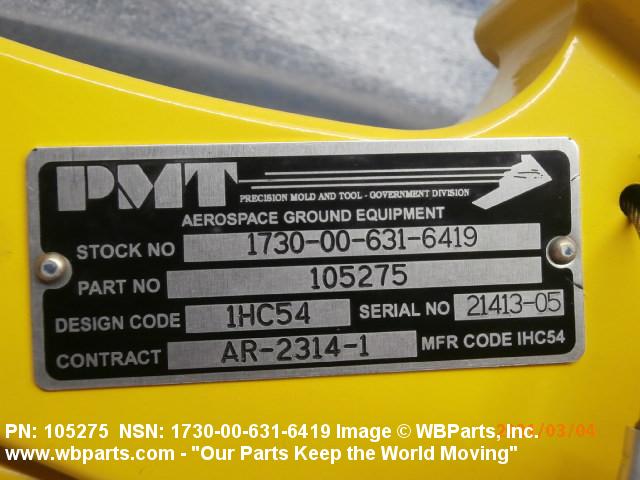 PMT
PRECISION MOLD AND TOOL - GOVERNMENT DIVISION
AEROSPACE GROUND EQUIPMENT
STOCK NO 1730-00-631-6419
PART NO 105275
DESIGN CODE 1HC54 SERIAL NO 21413-05
CONTRACT AR-2314-1 MFR CODE IHC54
PN: 105275 NSN: 1730-00-631-6419 Image © WBParts, Inc.
www.wbparts.com - "Our Parts Keep the World Moving"